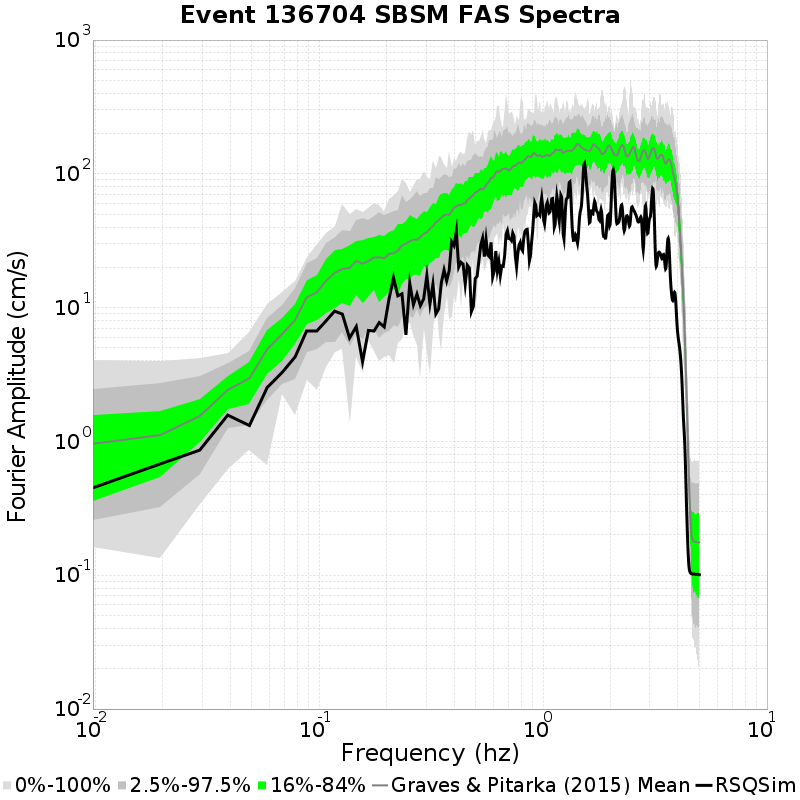 Event 136704 SBSM FAS Spectra
Fourier Amplitude (cm/s)
10³
10²
10¹
10⁰
10⁻¹
10⁻²
10⁻² 10⁻¹ 10⁰ 10¹
Frequency (hz)
0%-100% 2.5%-97.5% 16%-84% Graves & Pitarka (2015) Mean RSQSim